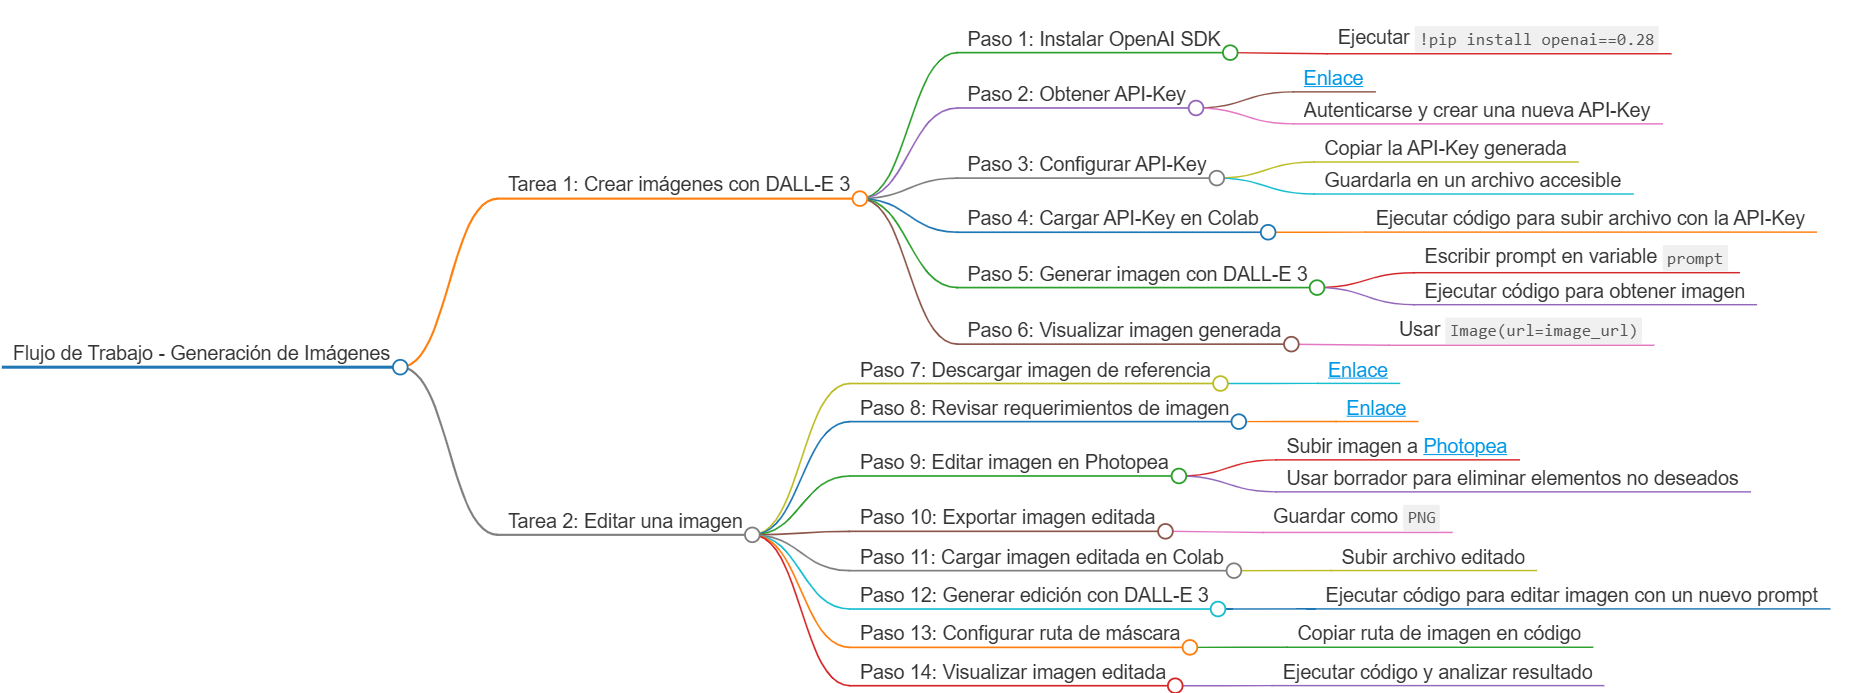 Flujo de Trabajo - Generación de Imágenes
Tarea 1: Crear imágenes con DALL-E 3
Paso 1: Instalar OpenAI SDK
Ejecutar !pip install openai==0.28
Paso 2: Obtener API-Key
Enlace
Autenticarse y crear una nueva API-Key
Paso 3: Configurar API-Key
Copiar la API-Key generada
Guardarla en un archivo accesible
Paso 4: Cargar API-Key en Colab
Ejecutar código para subir archivo con la API-Key
Paso 5: Generar imagen con DALL-E 3
Escribir prompt en variable prompt
Ejecutar código para obtener imagen
Paso 6: Visualizar imagen generada
Usar Image(url=image_url)
Tarea 2: Editar una imagen
Paso 7: Descargar imagen de referencia
Enlace
Paso 8: Revisar requerimientos de imagen
Enlace
Paso 9: Editar imagen en Photopea
Subir imagen a Photopea
Usar borrador para eliminar elementos no deseados
Paso 10: Exportar imagen editada
Guardar como PNG
Paso 11: Cargar imagen editada en Colab
Subir archivo editado
Paso 12: Generar edición con DALL-E 3
Ejecutar código para editar imagen con un nuevo prompt
Paso 13: Configurar ruta de máscara
Copiar ruta de imagen en código
Paso 14: Visualizar imagen editada
Ejecutar código y analizar resultado